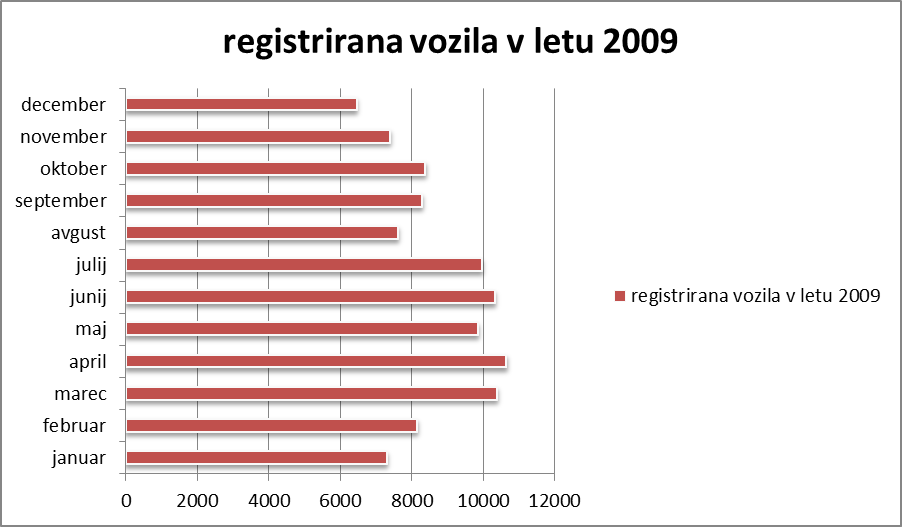 registrirana vozila v letu 2009
december
november
oktober
september
avgust
julij
junij
maj
april
marec
februar
januar
0 2000 4000 6000 8000 10000 12000
registrirana vozila v letu 2009